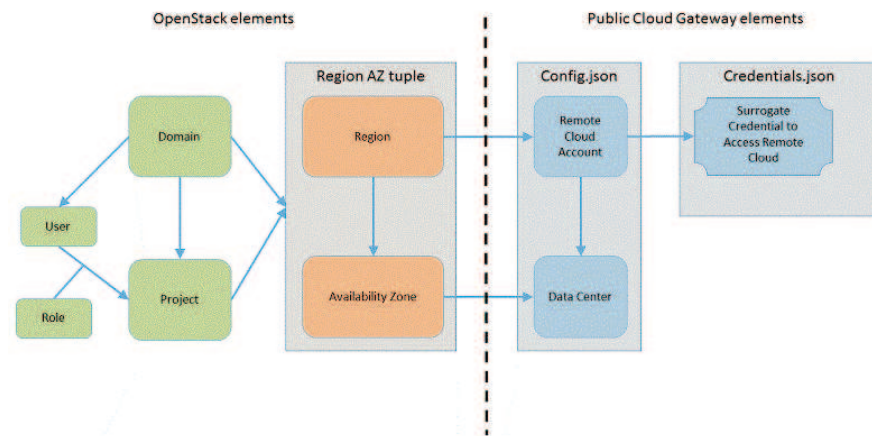 OpenStack elements
Public Cloud Gateway elements
Region AZ tuple
Config.json
Credentials.json
Domain
Region
Remote
Cloud
Account
Surrogate
Credential to
Access Remote
Cloud
User
Project
Role
Availability Zone
Data Center